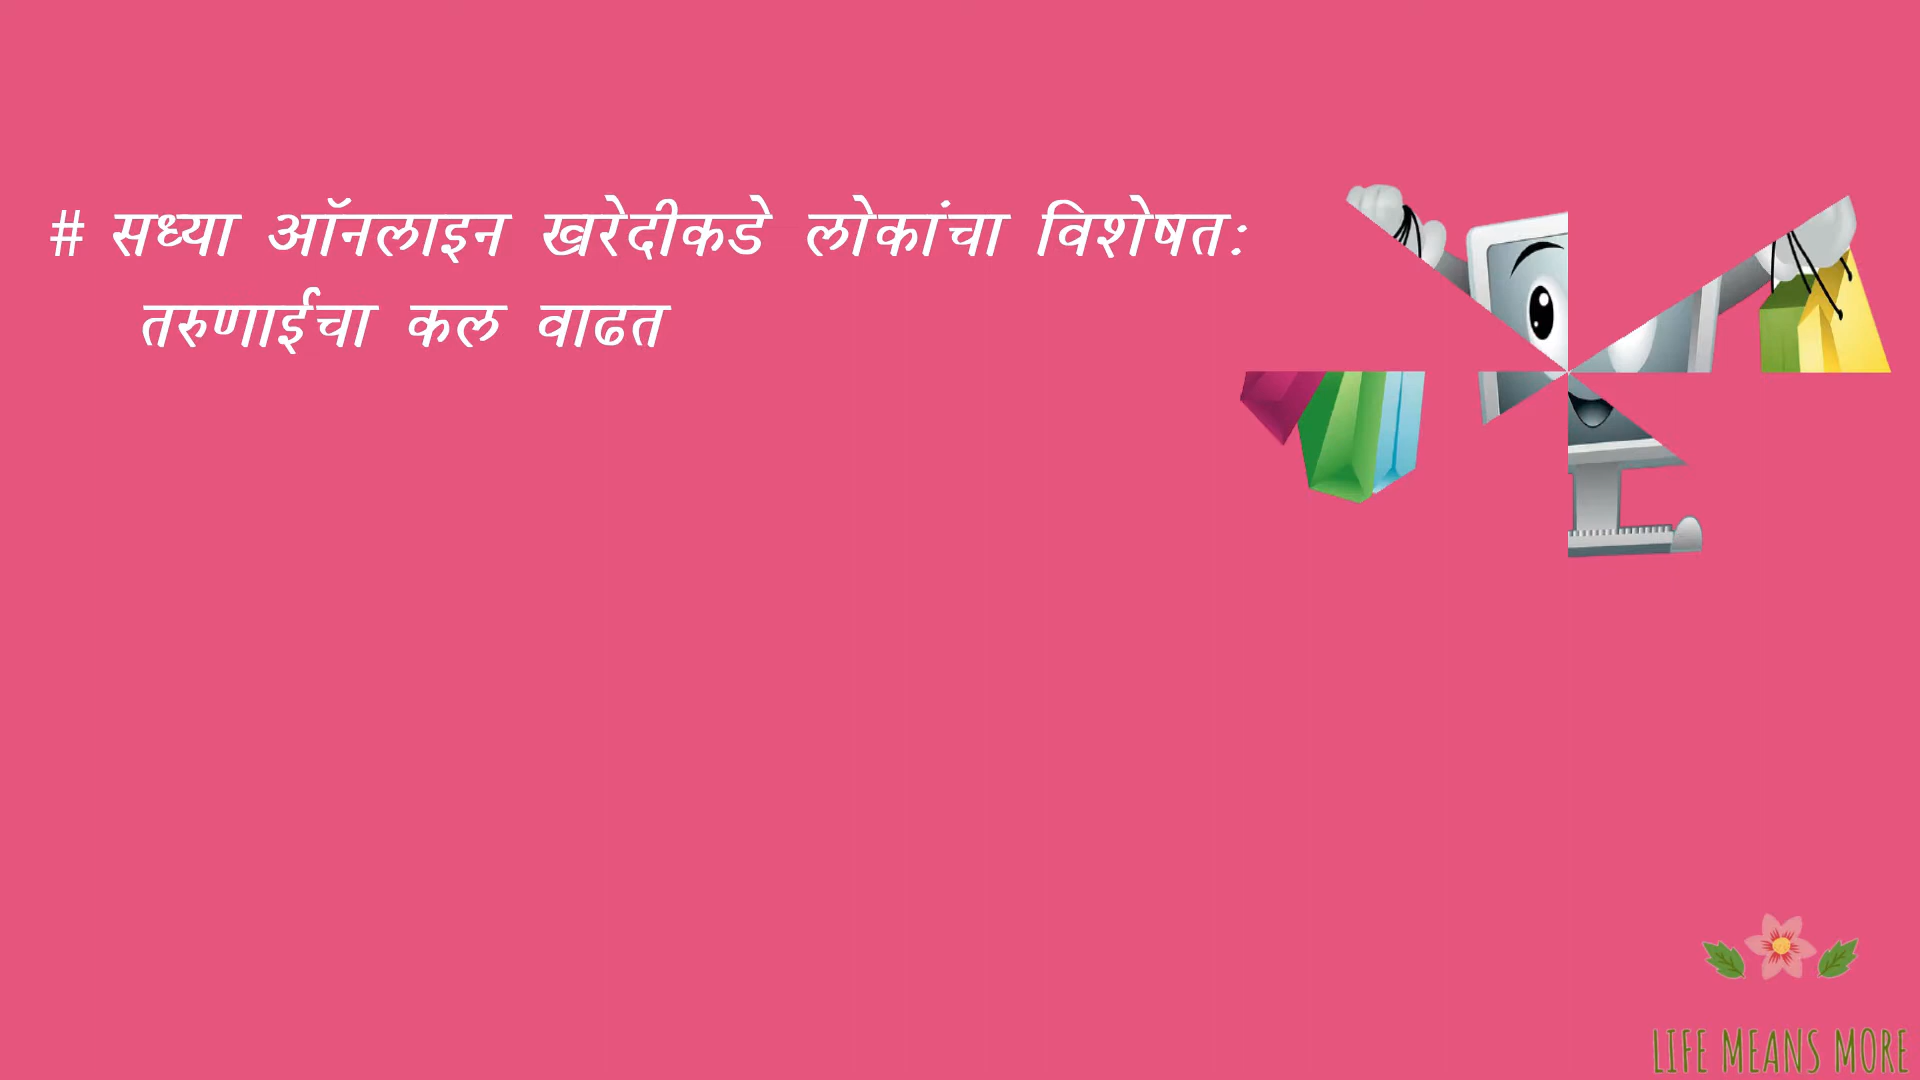 # सध्या ऑनलाइन खरेदीकडे लोकांचा विशेषत:
तरुणाईचा कल वाढत
LIFE MEANS MORE